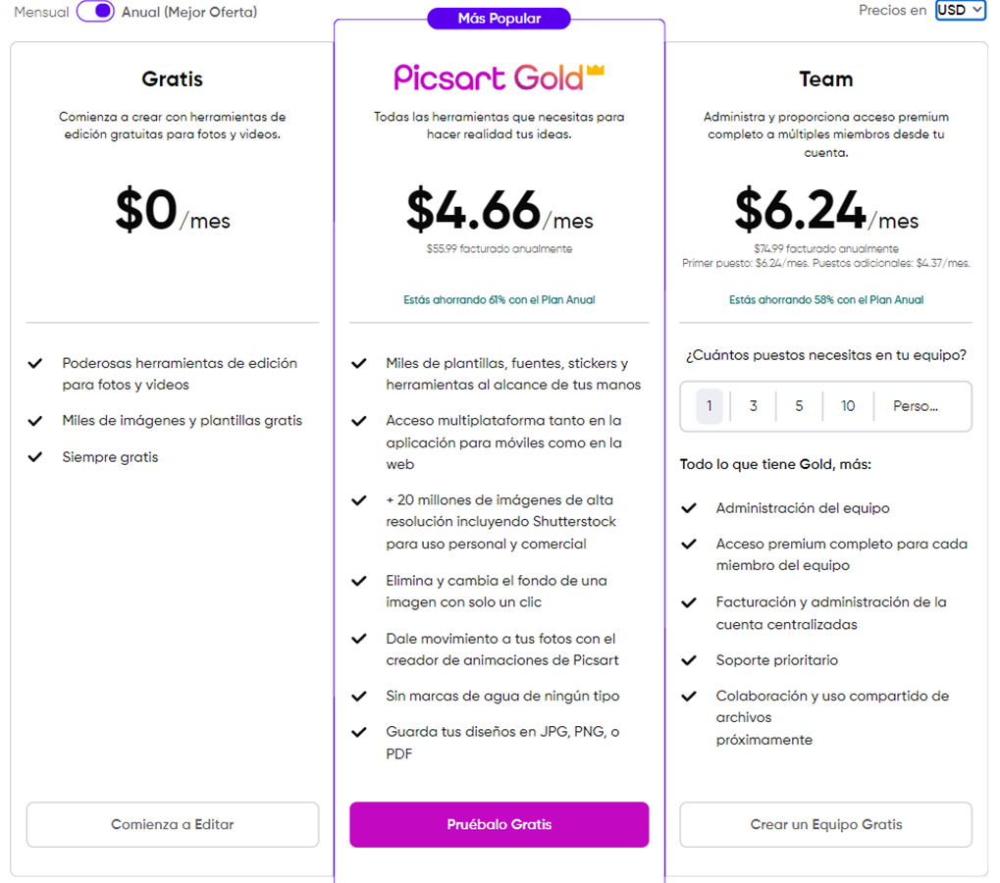 Mensual
Anual (Mejor Oferta)
Precios en
USD
Gratis
Comienza a crear con herramientas de
edición gratuitas para fotos y videos.
$0/mes
Poderosas herramientas de edición
para fotos y videos
Miles de imágenes y plantillas gratis
Siempre gratis
Comienza a Editar
Más Popular
Picsart Gold
Todas las herramientas que necesitas para
hacer realidad tus ideas.
$4.66/mes
$55.99 facturado anualmente
Estás ahorrando 61% con el Plan Anual
Miles de plantillas, fuentes, stickers y
herramientas al alcance de tus manos
Acceso multiplataforma tanto en la
aplicación para móviles como en la
web
+ 20 millones de imágenes de alta
resolución incluyendo Shutterstock
para uso personal y comercial
Elimina y cambia el fondo de una
imagen con solo un clic
Dale movimiento a tus fotos con el
creador de animaciones de Picsart
Sin marcas de agua de ningún tipo
Guarda tus diseños en JPG, PNG, o
PDF
Pruébalo Gratis
Team
Administra y proporciona acceso premium
completo a múltiples miembros desde tu
cuenta.
$6.24/mes
$74.99 facturado anualmente
Primer puesto: $6.24/mes. Puestos adicionales: $4.37/mes.
Estás ahorrando 58% con el Plan Anual
¿Cuántos puestos necesitas en tu equipo?
1 3 5 10 Perso...
Todo lo que tiene Gold, más:
Administración del equipo
Acceso premium completo para cada
miembro del equipo
Facturación y administración de la
cuenta centralizadas
Soporte prioritario
Colaboración y uso compartido de
archivos
próximamente
Crear un Equipo Gratis